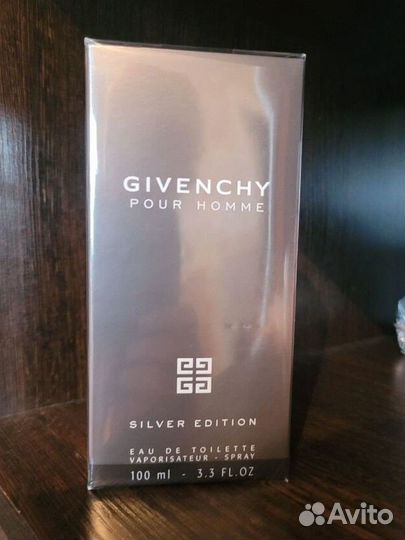 GIVENCHY
POUR HOMME
SILVER EDITION
EAU DE TOILETTE
VAPORISATEUR - SPRAY
100 ml - 3.3 FL.OZ
Avito